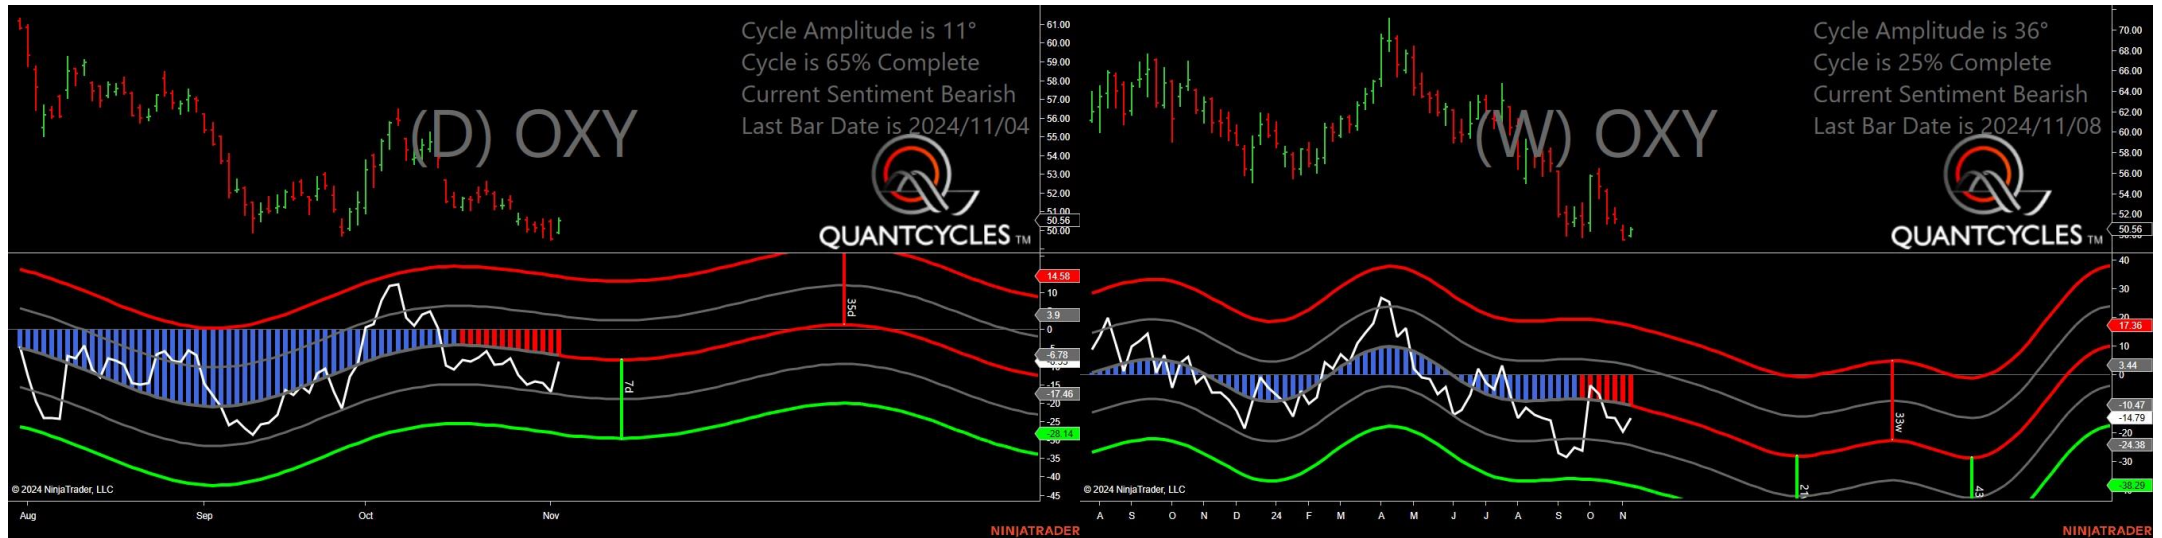 Cycle Amplitude is 11°
Cycle is 65% Complete
Current Sentiment Bearish
Last Bar Date is 2024/11/04
(D) OXY
QUANTCYCLES TM
61.00
60.00
59.00
58.00
57.00
56.00
55.00
54.00
53.00
52.00
51.00
50.56
50.00
14.58
10
3.9
0
-6.78
-15
-17.46
-20
-25
-28.14
-35
-40
-45
35d
7d
© 2024 NinjaTrader, LLC
Aug Sep Oct Nov
NINJATRADER
Cycle Amplitude is 36°
Cycle is 25% Complete
Current Sentiment Bearish
Last Bar Date is 2024/11/08
(W) OXY
QUANTCYCLES TM
70.00
68.00
66.00
64.00
62.00
60.00
58.00
56.00
54.00
52.00
50.56
40
30
20
17.36
10
3.44
0
-10.47
-14.79
-20
-24.38
-30
-38.29
33w
43
© 2024 NinjaTrader, LLC
A S O N D 24 F M A M J J A S O N
NINJATRADER